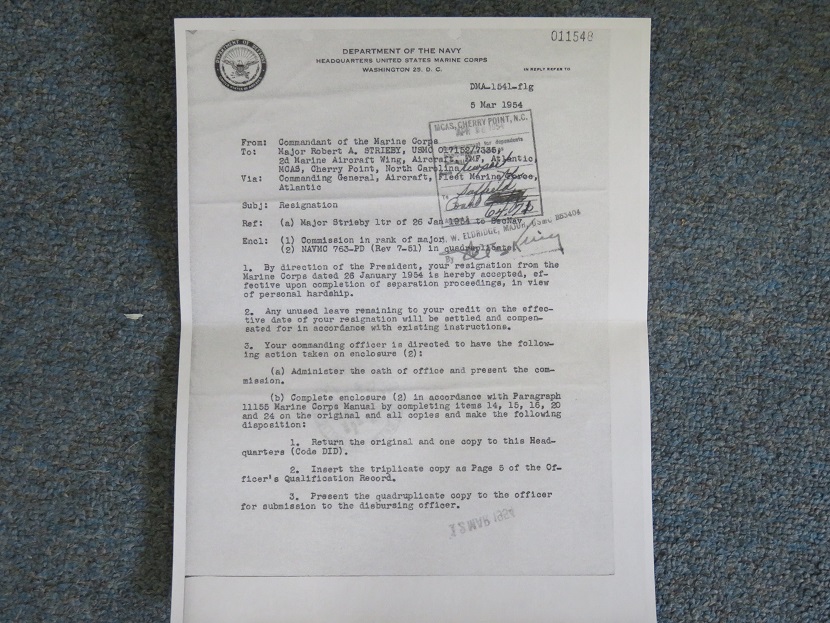 011548
DEPARTMENT OF THE NAVY
HEADQUARTERS UNITED STATES MARINE CORPS
WASHINGTON 25, D. C.
IN REPLY REFER TO
DMA-1541-flg
5 Mar 1954
MCAS, CHERRY POINT, N.C.
for dependents
From: Commandant of the Marine Corps
To: Major Robert A. STRIEBY, USMC
2d Marine Aircraft Wing, Aircraft, FMF, Atlantic,
MCAS, Cherry Point, North Carolina
Via: Commanding General, Aircraft, Fleet Marine Force,
Atlantic
Subj: Resignation
Ref: (a) Major Strieby ltr of 26 Jan 1954 to SecNav
W. ELDRIDGE, MAJOR, USMC
Encl: (1) Commission in rank of major
(2) NAVMC 763-PD (Rev 7-51) in quadruplicate
By
1. By direction of the President, your resignation from the
Marine Corps dated 26 January 1954 is hereby accepted, ef-
fective upon completion of separation proceedings, in view
of personal hardship.
2. Any unused leave remaining to your credit on the effec-
tive date of your resignation will be settled and compen-
sated for in accordance with existing instructions.
3. Your commanding officer is directed to have the follow-
ing action taken on enclosure (2):
(a) Administer the oath of office and present the com-
mission.
(b) Complete enclosure (2) in accordance with Paragraph
11155 Marine Corps Manual by completing items 14, 15, 16, 20
and 24 on the original and all copies and make the following
disposition:
1. Return the original and one copy to this Head-
quarters (Code DID).
2. Insert the triplicate copy as Page 5 of the Of-
ficer's Qualification Record.
3. Present the quadruplicate copy to the officer
for submission to the disbursing officer.
MAR 1954